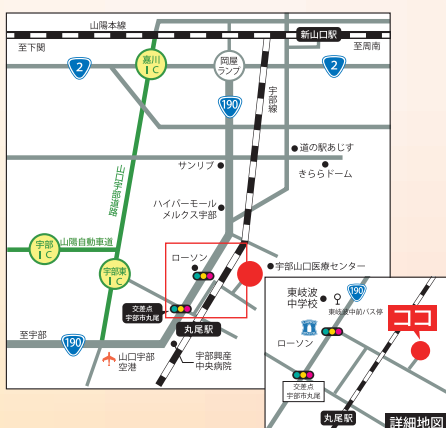 山陽本線
新山口駅
至下関
至周南
2
嘉川
IC
岡屋
ランプ
2
190
宇部線
道の駅あじす
サンリブ
きららドーム
山口宇部道路
ハイパーモール
メルクス宇部
宇部
IC
山陽自動車道
宇部東
IC
ローソン
宇部山口医療センター
交差点
宇部市丸尾
丸尾駅
至宇部
190
山口宇部
空港
宇部興産
中央病院
東岐波
中学校
190
東岐波中前バス停
ココ
ローソン
交差点
宇部市丸尾
丸尾駅
詳細地図